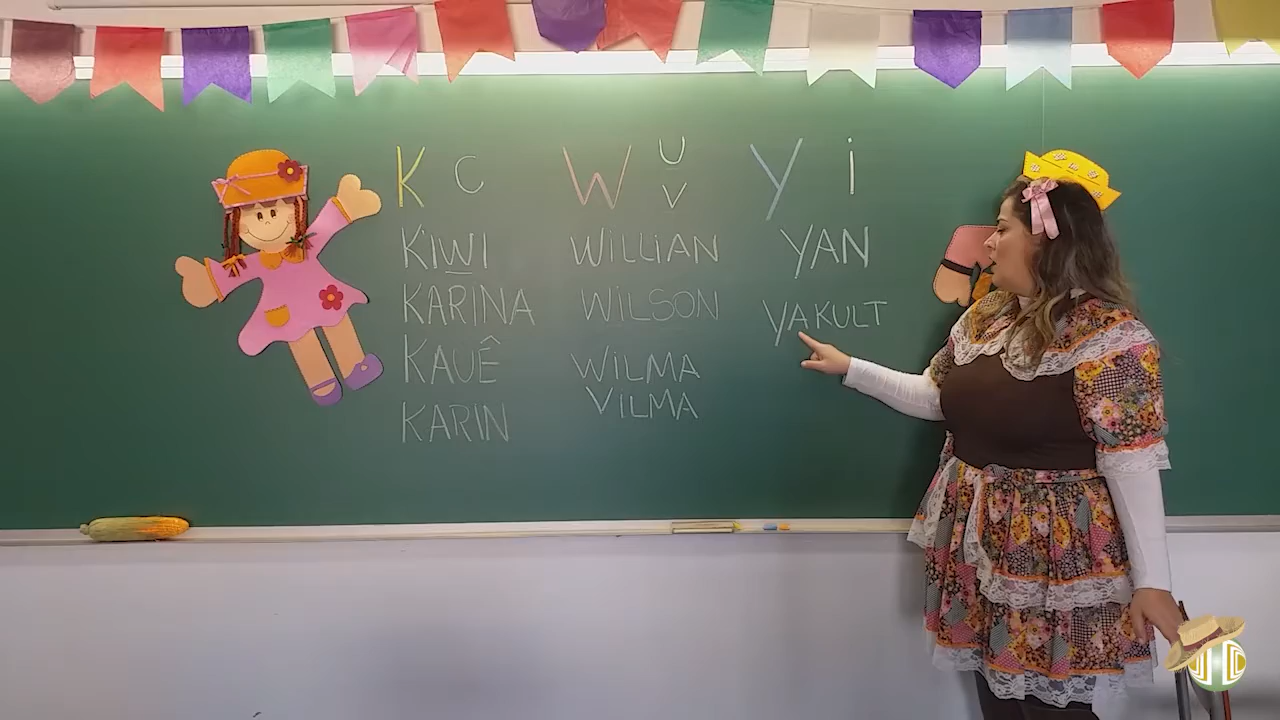 K C W U V Y i
KIWI WILLIAN YAN
KARINA WILSON YAKULT
KAUÊ WILMA
KARIN VILMA